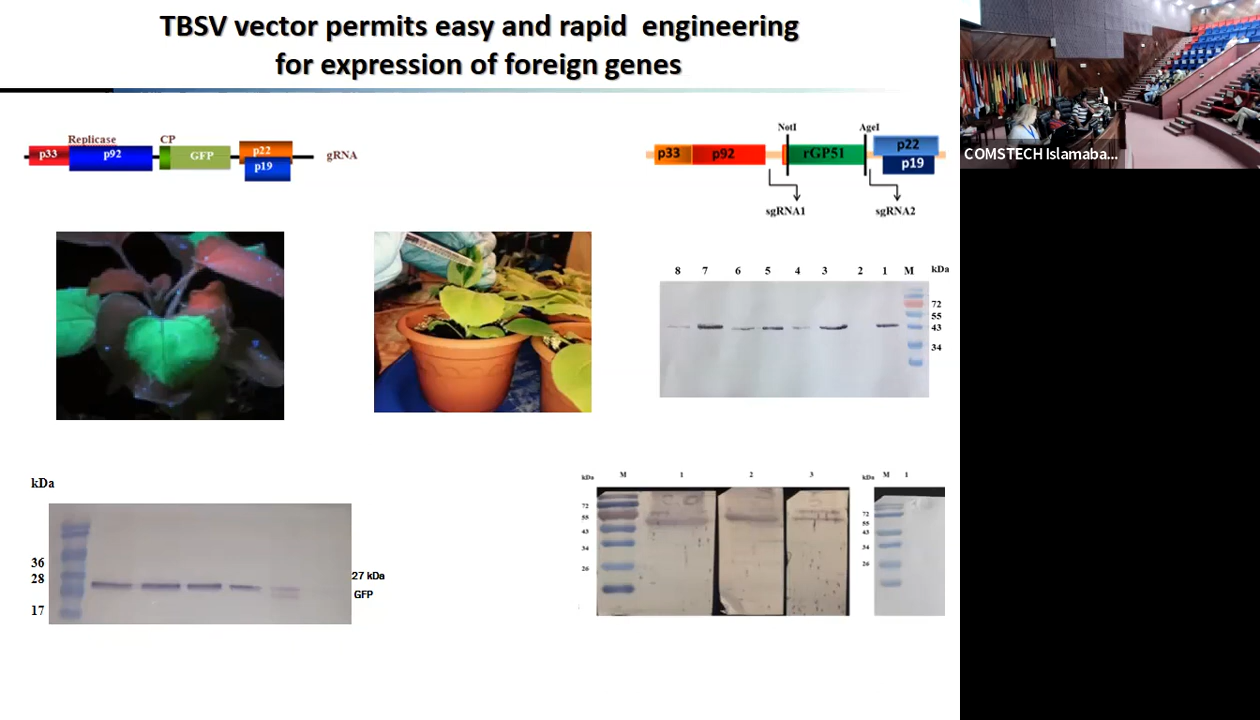 TBSV vector permits easy and rapid engineering
for expression of foreign genes
Replicase CP
p33 p92 GFP p22 gRNA
p19
NotI AgeI
p33 p92 rGP51 p22
p19
sgRNA1 sgRNA2
8 7 6 5 4 3 2 1 M kDa
72
55
43
34
kDa
36
28
17
27 kDa
GFP
kDa M 1 2 3
72
55
43
34
26
kDa M 1
72
55
43
34
26
COMSTECH Islamaba...